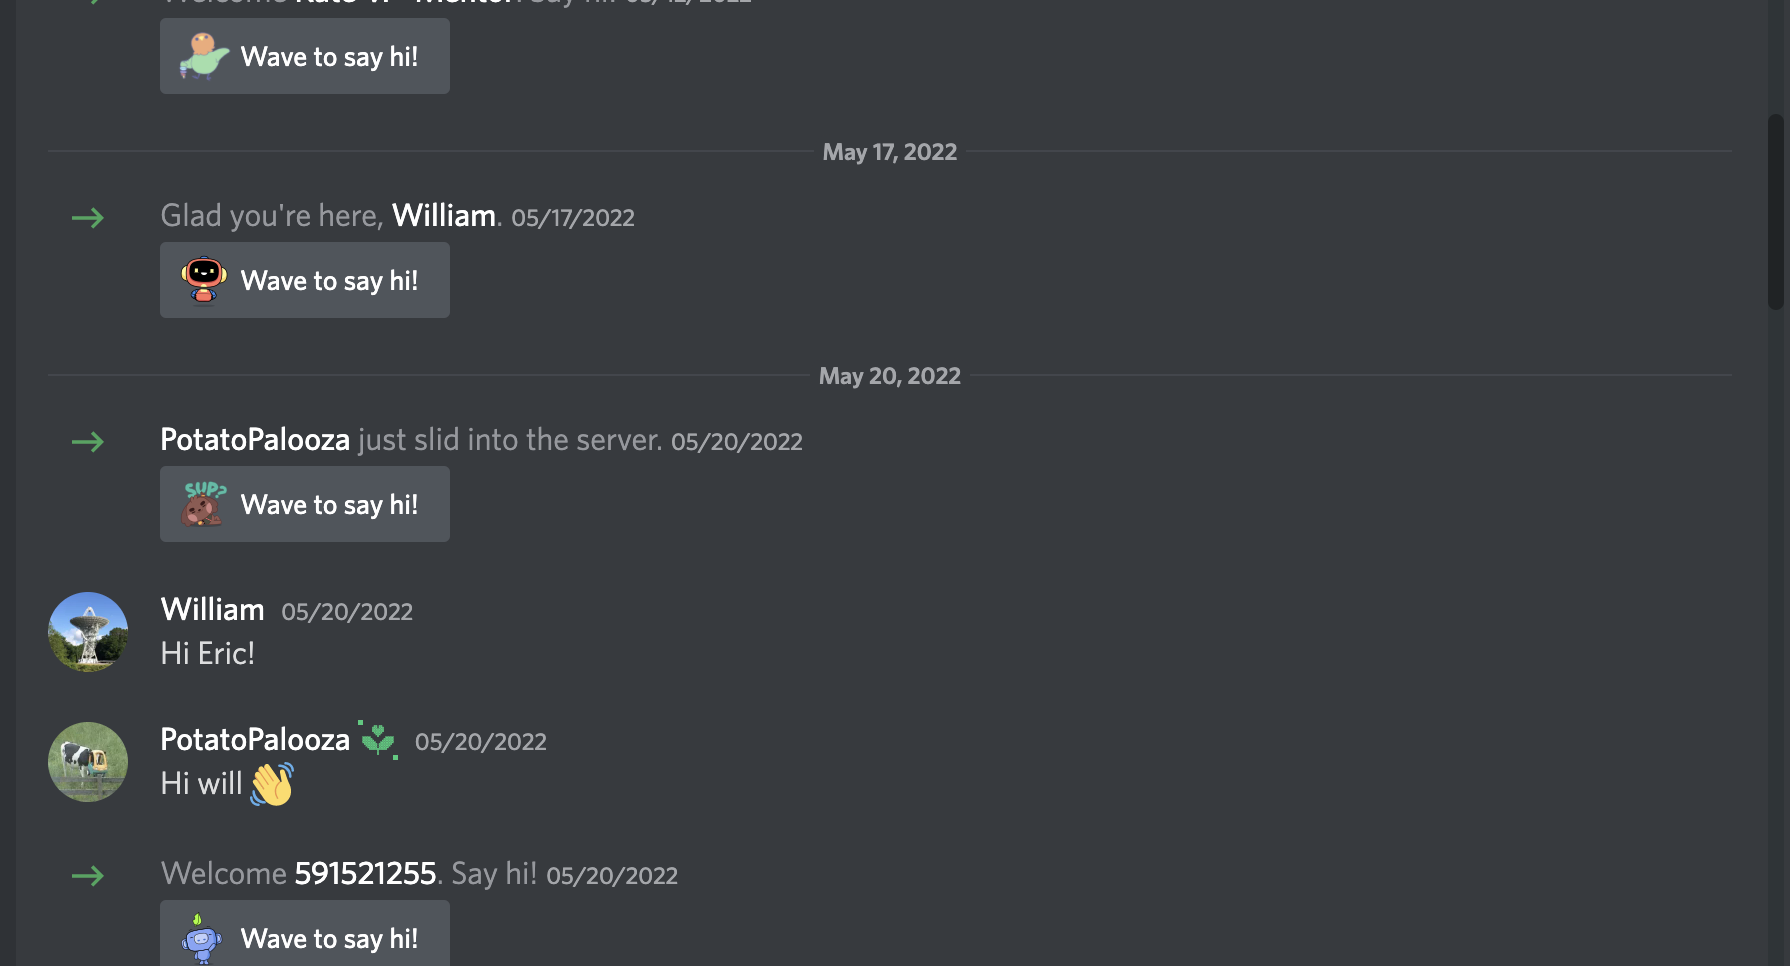 Wave to say hi!
May 17, 2022
Glad you're here, William. 05/17/2022
Wave to say hi!
May 20, 2022
PotatoPalooza just slid into the server. 05/20/2022
SUP?
Wave to say hi!
William 05/20/2022
Hi Eric!
PotatoPalooza 05/20/2022
Hi will 👋
Welcome 591521255. Say hi! 05/20/2022
Wave to say hi!